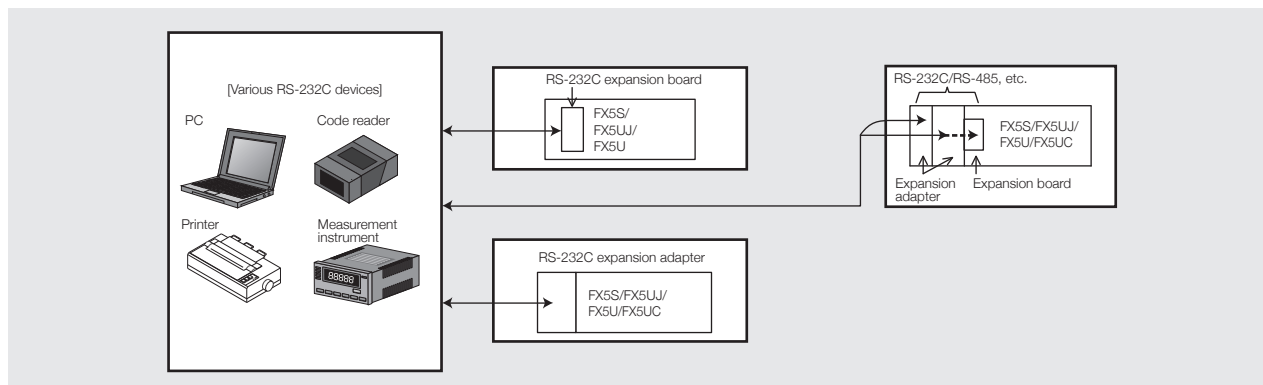 [Various RS-232C devices]
PC
Code reader
Printer
Measurement
instrument
88888
RS-232C expansion board
FX5S/
FX5UJ/
FX5U
RS-232C expansion adapter
FX5S/FX5UJ/
FX5U/FX5UC
RS-232C/RS-485, etc.
FX5S/FX5UJ/
FX5U/FX5UC
Expansion
adapter
Expansion board